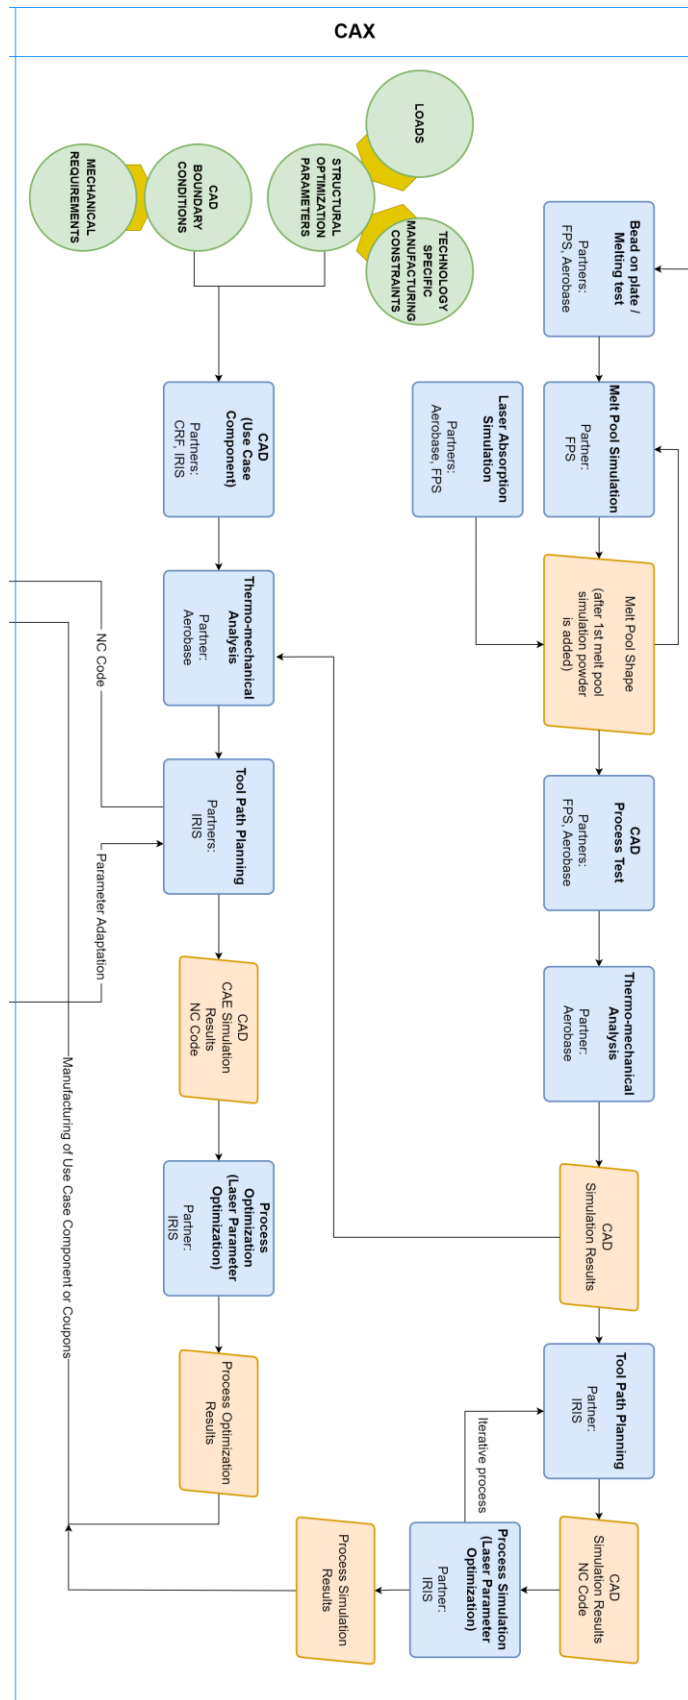 CAX
LOADS
STRUCTURAL
OPTIMIZATION
PARAMETERS
TECHNOLOGY
SPECIFIC
MANUFACTURING
CONSTRAINTS
CAD
BOUNDARY
CONDITIONS
MECHANICAL
REQUIREMENTS
Bead on plate /
Melting test
Partners:
FPS, Aerobase
Melt Pool Simulation
Partner:
FPS
Laser Absorption
Simulation
Partners:
Aerobase, FPS
Melt Pool Shape
(after 1st melt pool
simulation powder
is added)
CAD
Process Test
Partners:
FPS, Aerobase
Thermo-mechanical
Analysis
Partner:
Aerobase
CAD
Simulation Results
Tool Path Planning
Partner:
IRIS
Iterative process
CAD
Simulation Results
NC Code
Process Simulation
(Laser Parameter
Optimization)
Partner:
IRIS
Process Simulation
Results
CAD
(Use Case
Component)
Partners:
CRF, IRIS
Thermo-mechanical
Analysis
Partner:
Aerobase
Tool Path Planning
Partners:
IRIS
NC Code
Parameter Adaptation
CAD
CAE Simulation
Results
NC Code
Process
Optimization
(Laser Parameter
Optimization)
Partner:
IRIS
Process Optimization
Results
Manufacturing of Use Case Component or Coupons